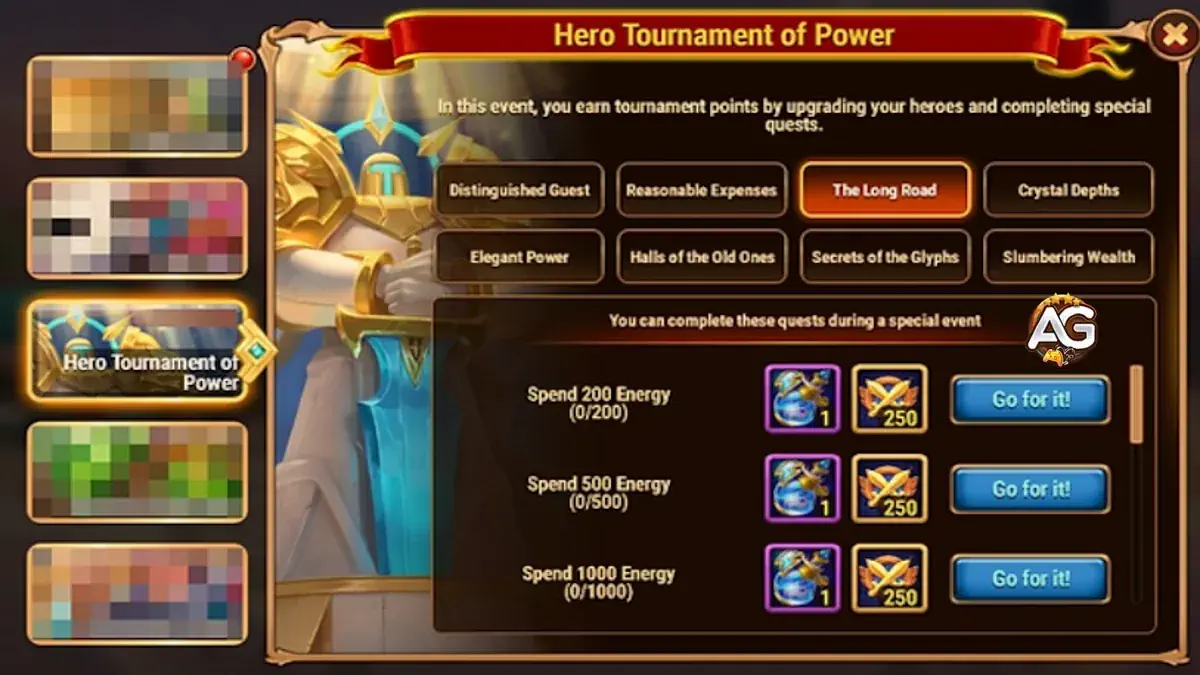 Hero Tournament of Power
In this event, you earn tournament points by upgrading your heroes and completing special
quests.
Distinguished Guest
Reasonable Expenses
The Long Road
Crystal Depths
Elegant Power
Halls of the Old Ones
Secrets of the Glyphs
Slumbering Wealth
Hero Tournament of
Power
You can complete these quests during a special event
AG
Spend 200 Energy
(0/200)
1
250
Go for it!
Spend 500 Energy
(0/500)
1
250
Go for it!
Spend 1000 Energy
(0/1000)
1
250
Go for it!